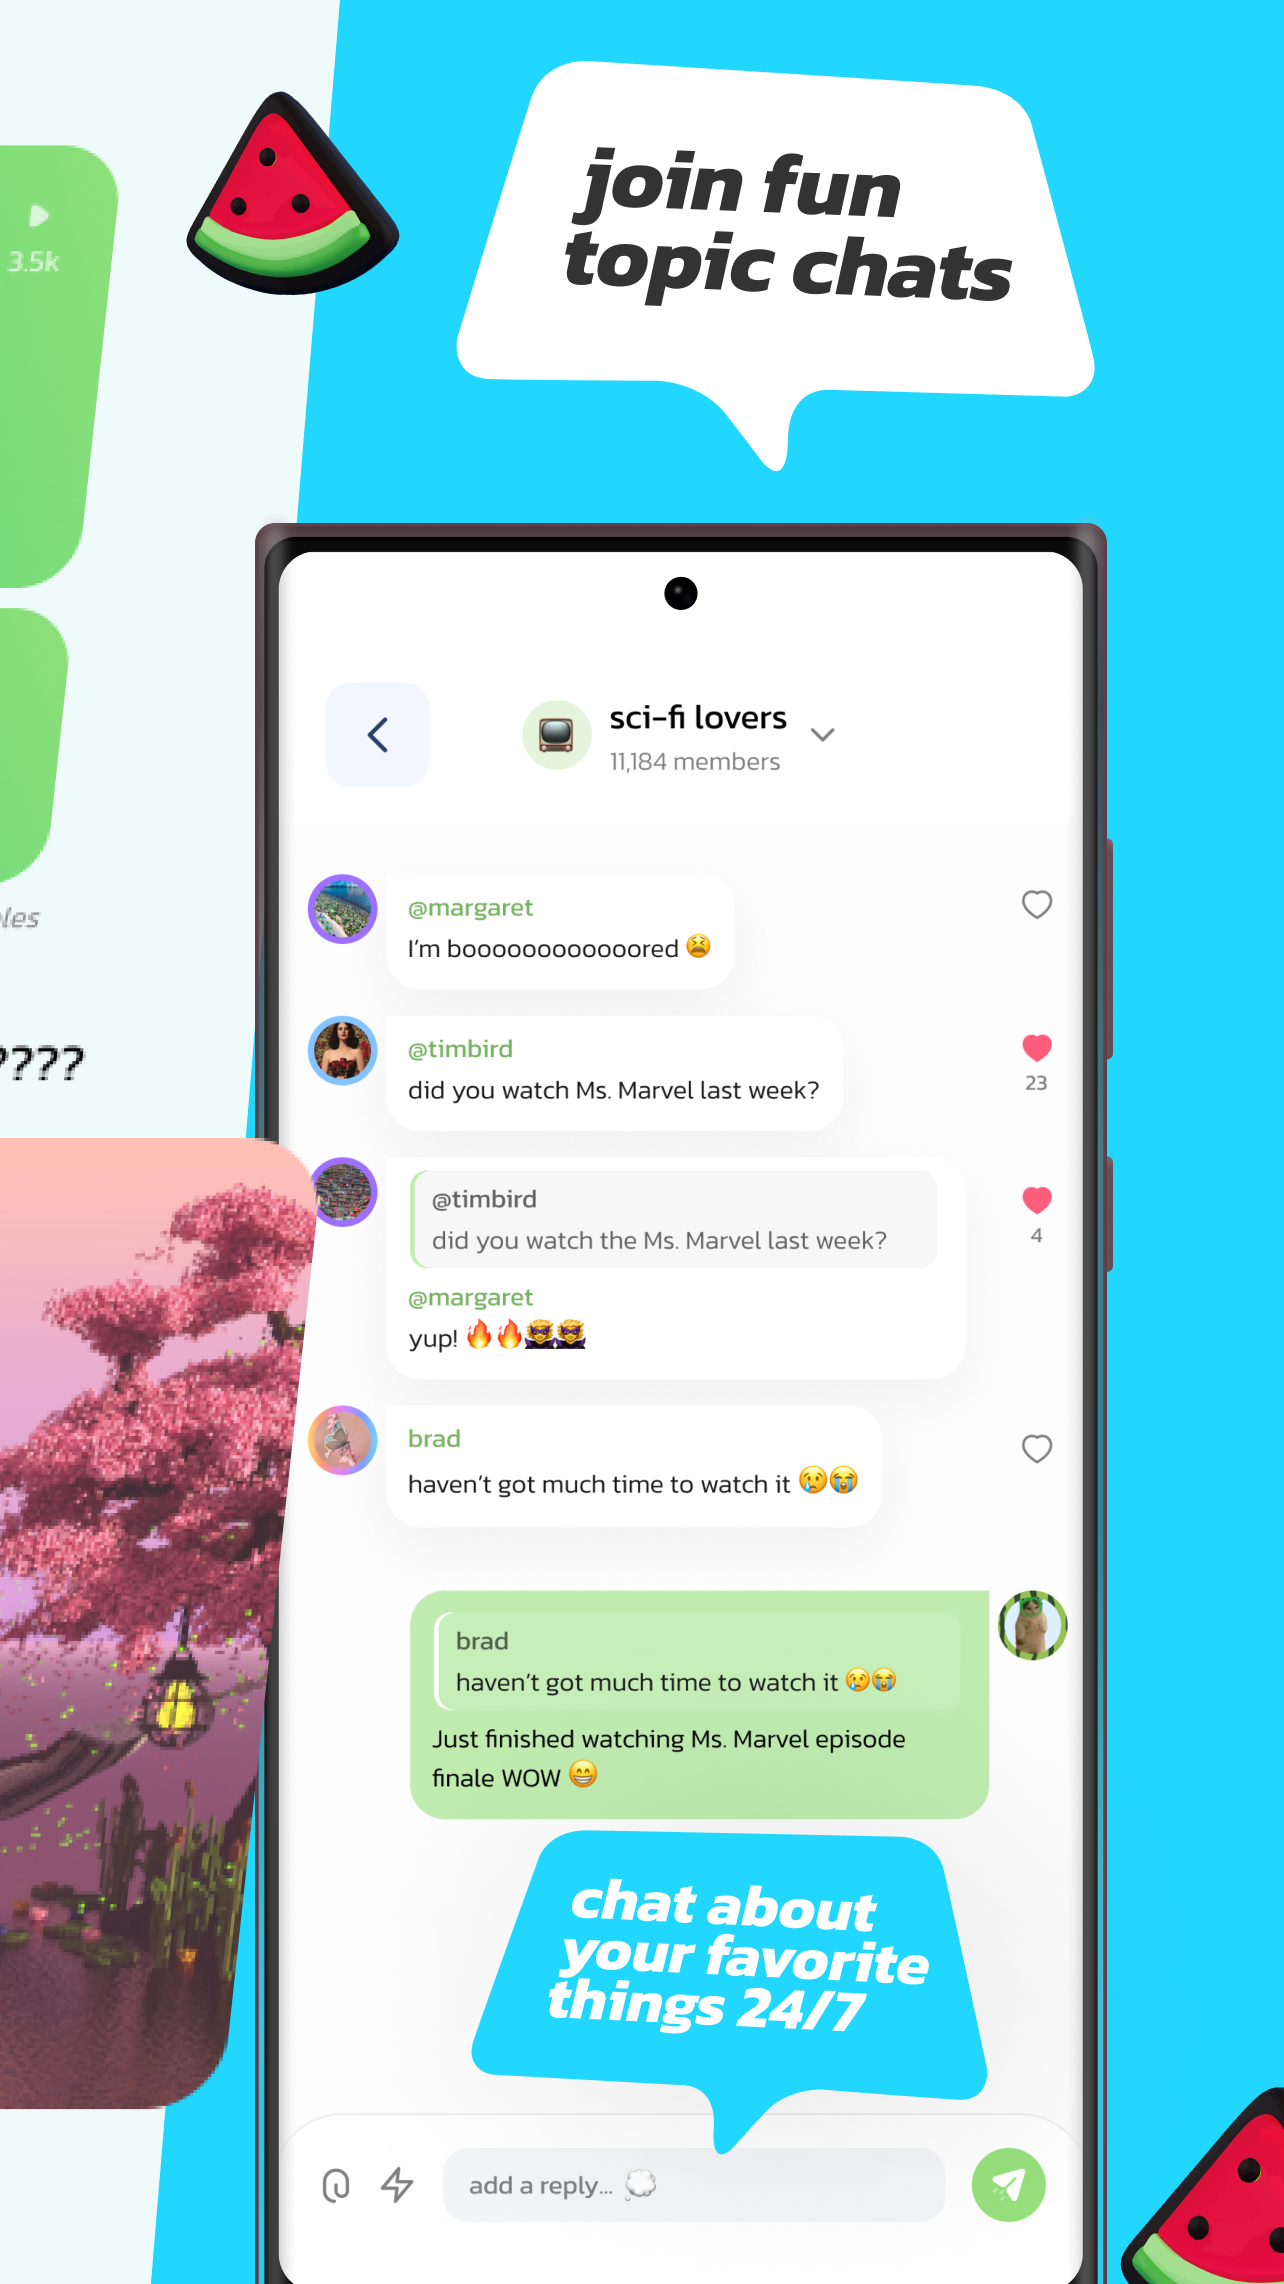 join fun
topic chats
3.5k
????
sci-fi lovers
11,184 members
@margaret
I'm boooooooooooored 😫
@timbird
did you watch Ms. Marvel last week?
23
@timbird
did you watch the Ms. Marvel last week?
4
@margaret
yup! 🔥🔥🦹‍♀️🦹‍♀️
brad
haven't got much time to watch it 😢😭
brad
haven't got much time to watch it 😢😭
Just finished watching Ms. Marvel episode
finale WOW 😁
chat about
your favorite
things 24/7
add a reply... 💭